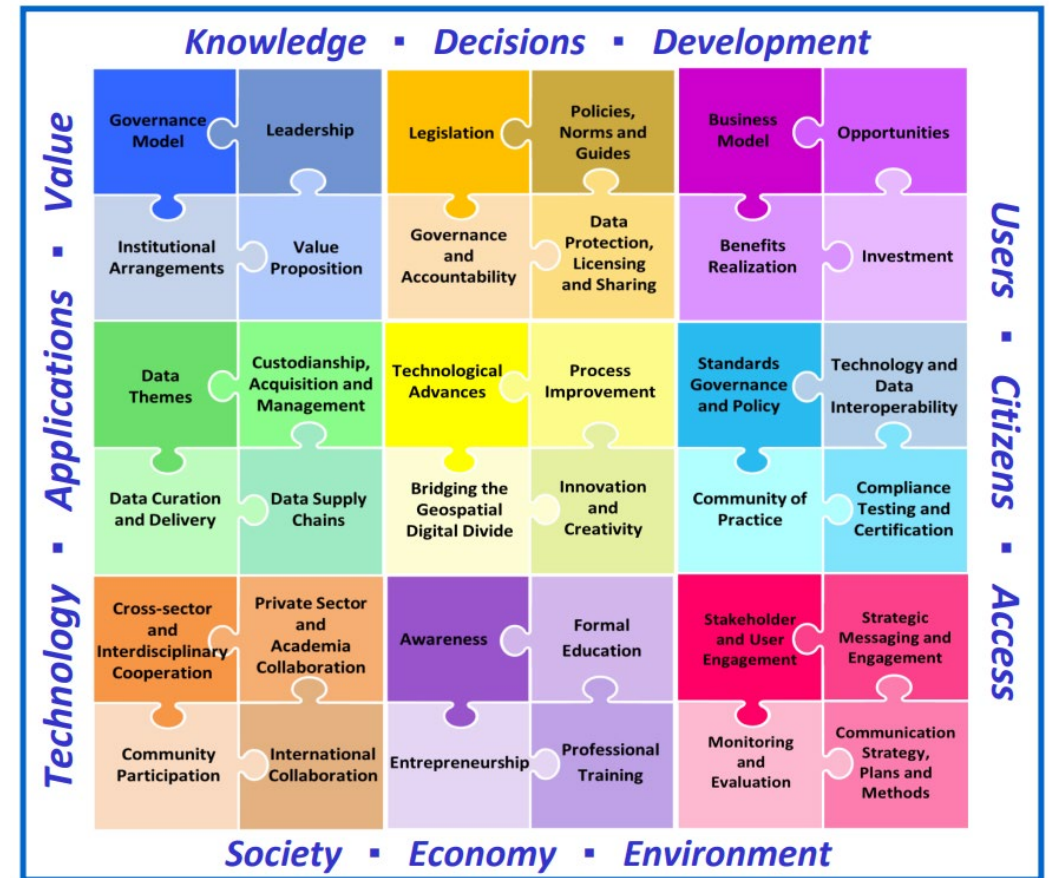 Knowledge ▪ Decisions ▪ Development
Technology ▪ Applications ▪ Value
Governance
Model
Leadership
Legislation
Policies,
Norms and
Guides
Business
Model
Opportunities
Institutional
Arrangements
Value
Proposition
Governance
and
Accountability
Data
Protection,
Licensing
and Sharing
Benefits
Realization
Investment
Data
Themes
Custodianship,
Acquisition and
Management
Technological
Advances
Process
Improvement
Standards
Governance
and Policy
Technology and
Data
Interoperability
Data Curation
and Delivery
Data Supply
Chains
Bridging the
Geospatial
Digital Divide
Innovation
and
Creativity
Community of
Practice
Compliance
Testing and
Certification
Cross-sector
and
Interdisciplinary
Cooperation
Private Sector
and
Academia
Collaboration
Awareness
Formal
Education
Stakeholder
and User
Engagement
Strategic
Messaging and
Engagement
Community
Participation
International
Collaboration
Entrepreneurship
Professional
Training
Monitoring
and
Evaluation
Communication
Strategy,
Plans and
Methods
Users ▪ Citizens ▪ Access
Society ▪ Economy ▪ Environment